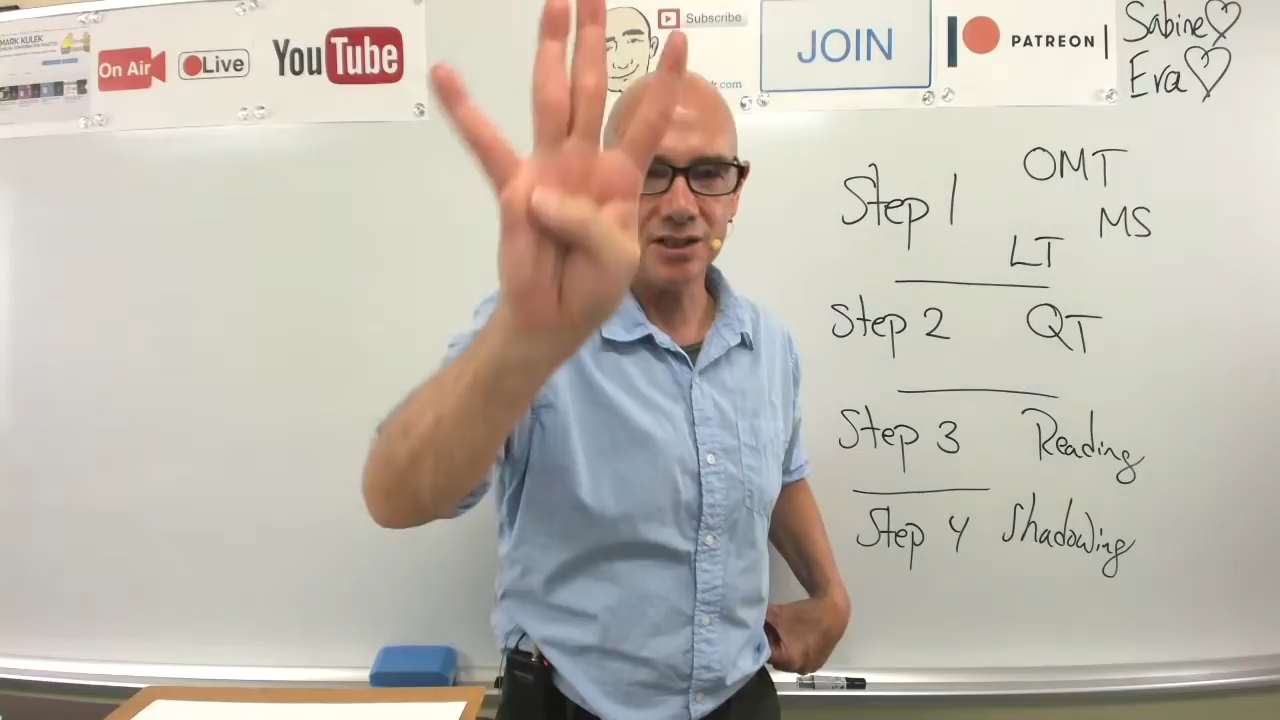 MARK KULEK
On Air
Live
YouTube
Subscribe
JOIN
PATREON
Sabine♡
Eva♡
Step 1 OMT
MS
LT
Step 2 QT
Step 3 Reading
Step 4 Shadowing